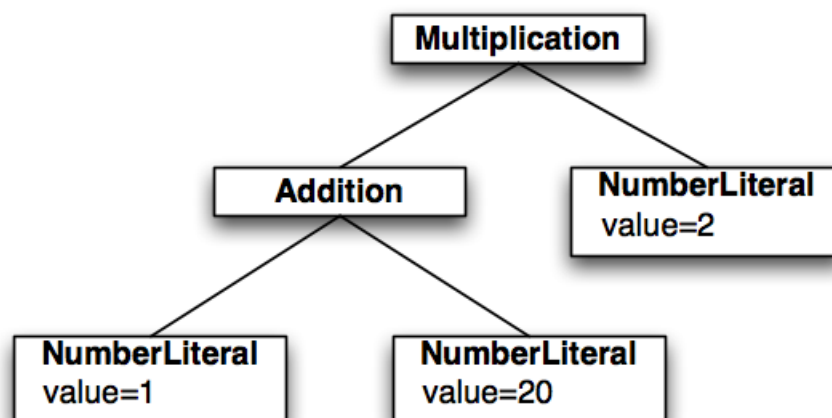 Multiplication
Addition
NumberLiteral
value=2
NumberLiteral
value=1
NumberLiteral
value=20